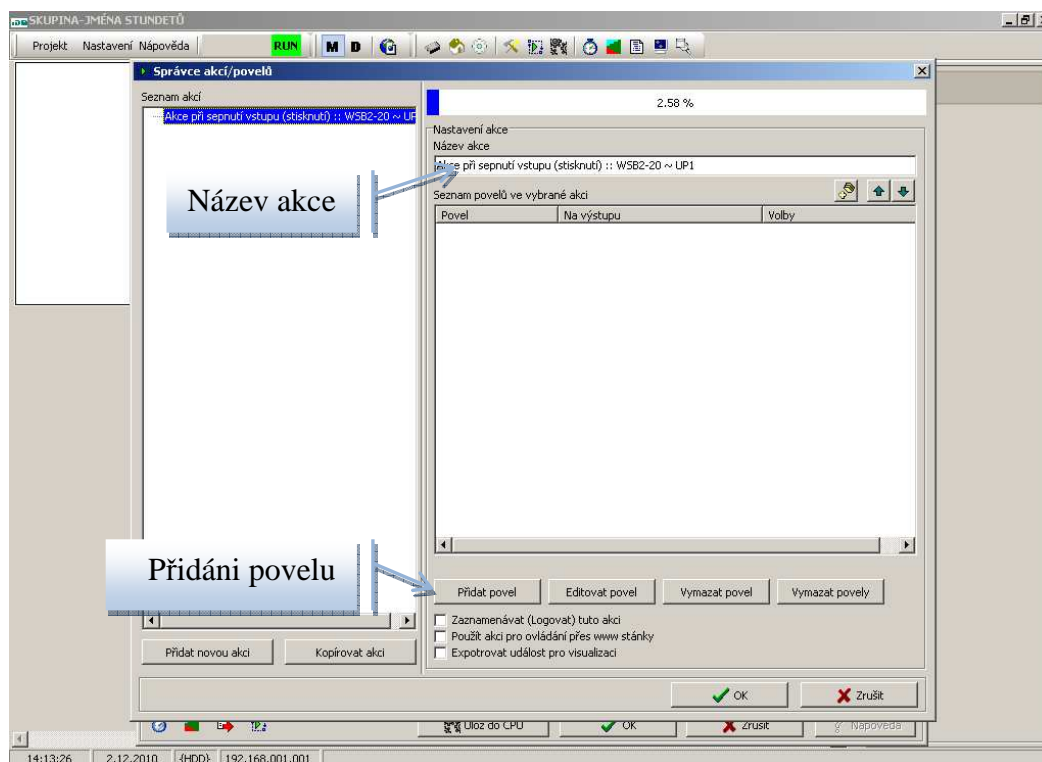 SKUPINA-JMÉNA STUNDETŮ
Projekt Nastavení Nápověda RUN M D
Správce akcí/povelů
Seznam akcí
Akce při sepnutí vstupu (stisknutí) :: WSB2-20 ~ UP
2.58 %
Nastavení akce
Název akce
Akce při sepnutí vstupu (stisknutí) :: WSB2-20 ~ UP1
Název akce
Seznam povelů ve vybrané akci
Povel Na výstupu Volby
Přidáni povelu
Přidat povel Editovat povel Vymazat povel Vymazat povely
Zaznamenávat (Logovat) tuto akci
Použít akci pro ovládání přes www stánky
Expotrovat událost pro visualizaci
Přidat novou akci Kopírovat akci
OK Zrušit
Ulož do CPU OK Zrušit Nápověda
14:13:26 2.12.2010 {HDD} 192.168.001.001